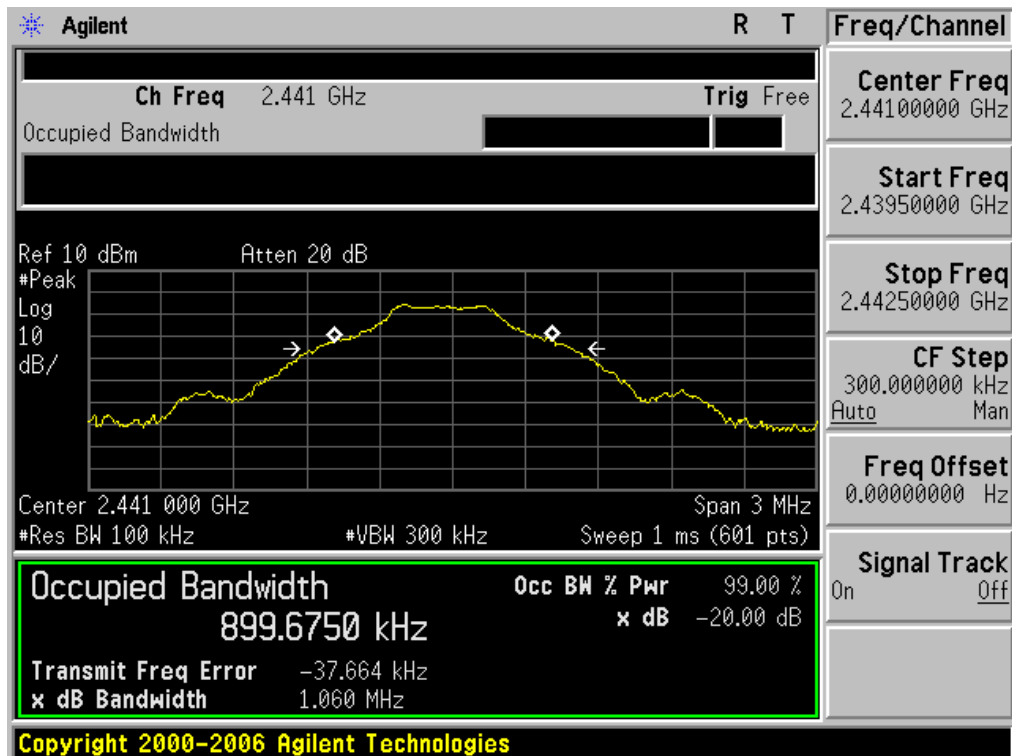 Agilent R T
Ch Freq 2.441 GHz Trig Free
Occupied Bandwidth
Ref 10 dBm Atten 20 dB
#Peak
Log
10
dB/
Center 2.441 000 GHz Span 3 MHz
#Res BW 100 kHz #VBW 300 kHz Sweep 1 ms (601 pts)
Occupied Bandwidth Occ BW % Pwr 99.00 %
899.6750 kHz x dB -20.00 dB
Transmit Freq Error -37.664 kHz
x dB Bandwidth 1.060 MHz
Copyright 2000-2006 Agilent Technologies
Freq/Channel
Center Freq
2.44100000 GHz
Start Freq
2.43950000 GHz
Stop Freq
2.44250000 GHz
CF Step
300.000000 kHz
Auto Man
Freq Offset
0.00000000 Hz
Signal Track
On Off